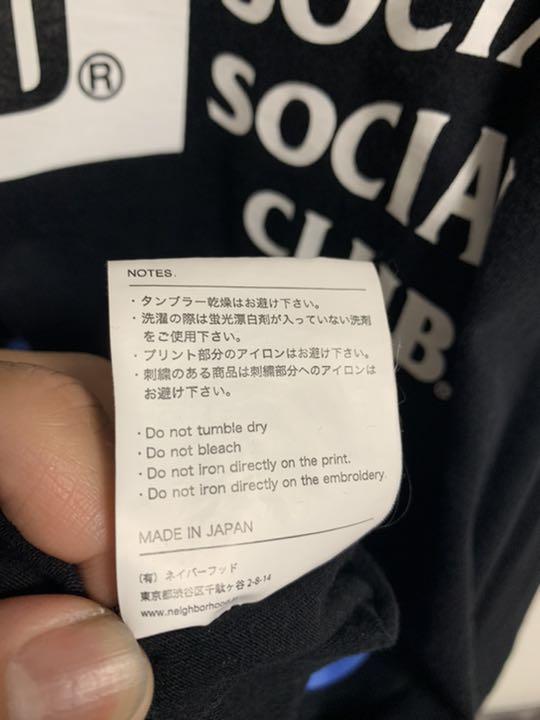 ®
SOCIA
SOCIAL
CLUB®
NOTES.
・タンブラー乾燥はお避け下さい。
・洗濯の際は蛍光漂白剤が入っていない洗剤
をご使用下さい。
・プリント部分のアイロンはお避け下さい。
・刺繍のある商品は刺繍部分へのアイロンは
お避け下さい。
・Do not tumble dry
・Do not bleach
・Do not iron directly on the print.
・Do not iron directly on the embroidery.
MADE IN JAPAN
(有) ネイバーフッド
東京都渋谷区千駄ヶ谷 2-8-14
www.neighborhood